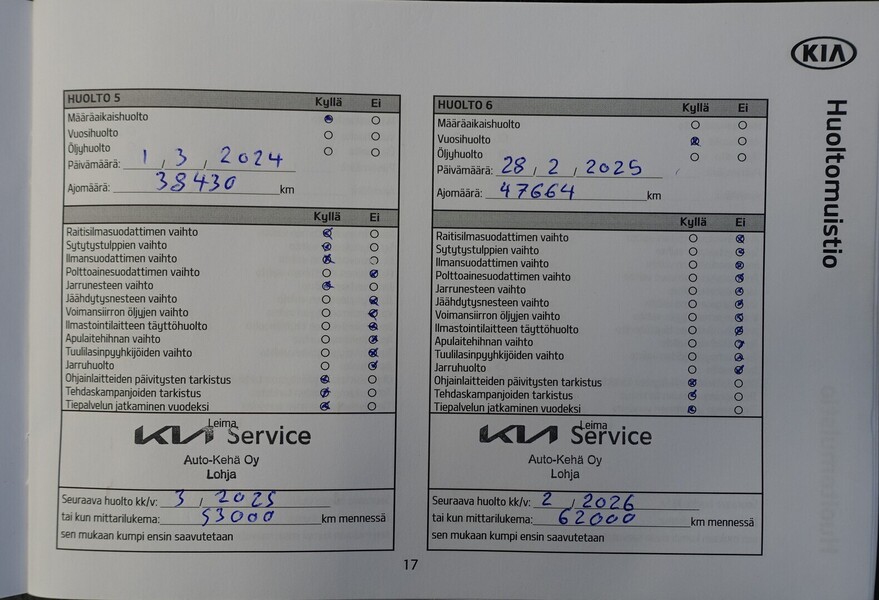 KIA
Huoltomuistio
HUOLTO 5 Kyllä Ei
Määräaikaishuolto
Vuosihuolto
Öljyhuolto
Päivämäärä: 1 / 3 / 2024
Ajomäärä: 38430 km
Kyllä Ei
Raitisilmasuodattimen vaihto
Sytytystulppien vaihto
Ilmansuodattimen vaihto
Polttoainesuodattimen vaihto
Jarrunesteen vaihto
Jäähdytysnesteen vaihto
Voimansiirron öljyjen vaihto
Ilmastointilaitteen täyttöhuolto
Apulaitehihnan vaihto
Tuulilasinpyyhkijöiden vaihto
Jarruhuolto
Ohjainlaitteiden päivitysten tarkistus
Tehdaskampanjoiden tarkistus
Tiepalvelun jatkaminen vuodeksi
Leima
KIA Service
Auto-Kehä Oy
Lohja
Seuraava huolto kk/v: 3 / 2025
tai kun mittarilukema: 53000 km mennessä
sen mukaan kumpi ensin saavutetaan
HUOLTO 6 Kyllä Ei
Määräaikaishuolto
Vuosihuolto
Öljyhuolto
Päivämäärä: 28 / 2 / 2025
Ajomäärä: 47664 km
Kyllä Ei
Raitisilmasuodattimen vaihto
Sytytystulppien vaihto
Ilmansuodattimen vaihto
Polttoainesuodattimen vaihto
Jarrunesteen vaihto
Jäähdytysnesteen vaihto
Voimansiirron öljyjen vaihto
Ilmastointilaitteen täyttöhuolto
Apulaitehihnan vaihto
Tuulilasinpyyhkijöiden vaihto
Jarruhuolto
Ohjainlaitteiden päivitysten tarkistus
Tehdaskampanjoiden tarkistus
Tiepalvelun jatkaminen vuodeksi
Leima
KIA Service
Auto-Kehä Oy
Lohja
Seuraava huolto kk/v: 2 / 2026
tai kun mittarilukema: 62000 km mennessä
sen mukaan kumpi ensin saavutetaan
17